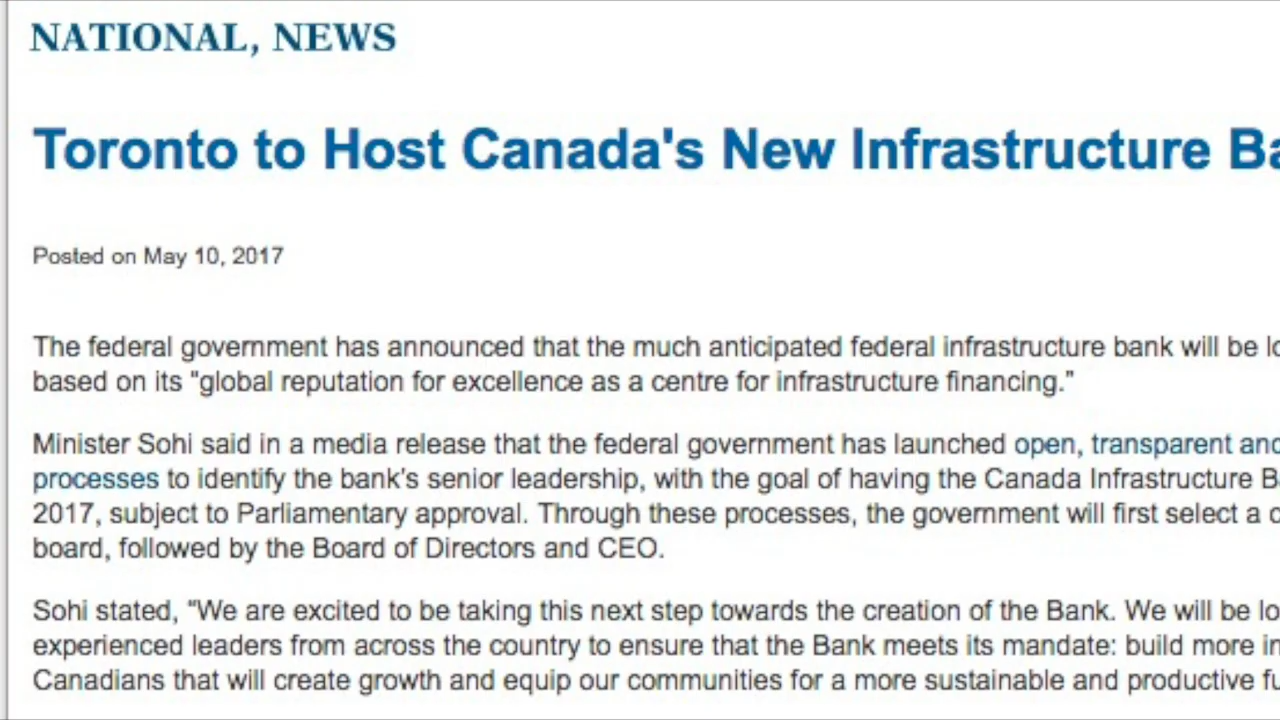 NATIONAL, NEWS
Toronto to Host Canada's New Infrastructure
Posted on May 10, 2017
The federal government has announced that the much anticipated federal infrastructure bank will be
based on its "global reputation for excellence as a centre for infrastructure financing."
Minister Sohi said in a media release that the federal government has launched open, transparent and
processes to identify the bank's senior leadership, with the goal of having the Canada Infrastructure
2017, subject to Parliamentary approval. Through these processes, the government will first select a
board, followed by the Board of Directors and CEO.
Sohi stated, “We are excited to be taking this next step towards the creation of the Bank. We will be
experienced leaders from across the country to ensure that the Bank meets its mandate: build more
Canadians that will create growth and equip our communities for a more sustainable and productive